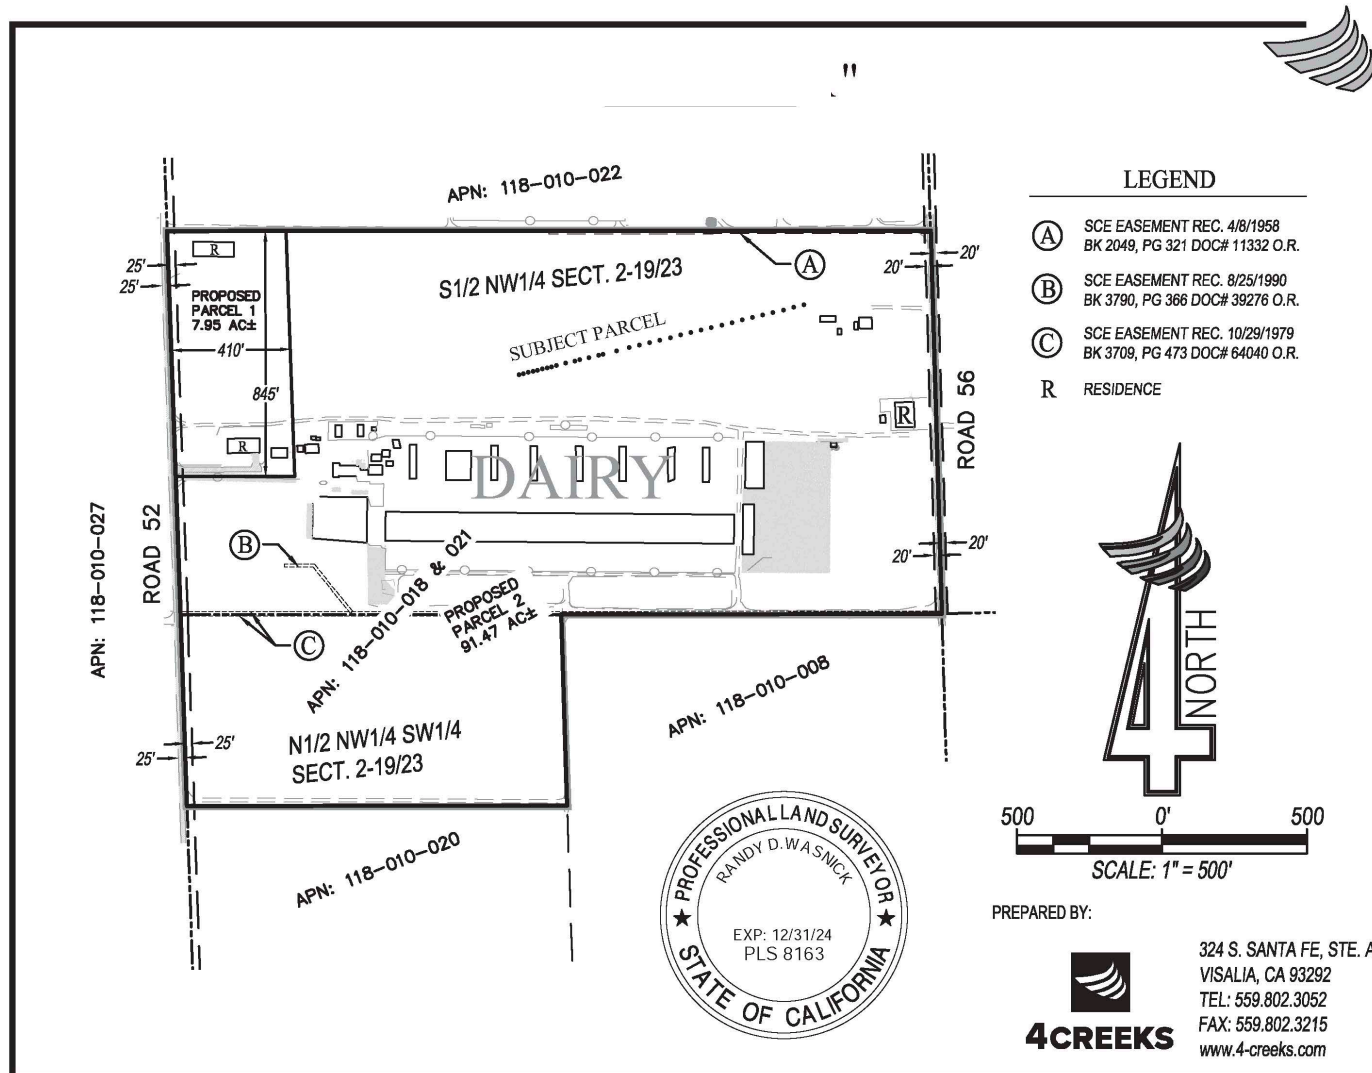 "
APN: 118-010-022
LEGEND
A
SCE EASEMENT REC. 4/8/1958
BK 2049, PG 321 DOC# 11332 O.R.
B
SCE EASEMENT REC. 8/25/1990
BK 3790, PG 366 DOC# 39276 O.R.
C
SCE EASEMENT REC. 10/29/1979
BK 3709, PG 473 DOC# 64040 O.R.
R RESIDENCE
R
25'
25'
PROPOSED
PARCEL 1
7.95 AC±
410'
845'
R
S1/2 NW1/4 SECT. 2-19/23
A
SUBJECT PARCEL
20'
20'
R
ROAD 56
DAIRY
APN: 118-010-027
ROAD 52
B
20'
20'
APN: 118-010-018 & 021
PROPOSED
PARCEL 2
91.47 AC±
C
APN: 118-010-008
25'
25'
N1/2 NW1/4 SW1/4
SECT. 2-19/23
APN: 118-010-020
4
NORTH
500 0' 500
SCALE: 1" = 500'
PROFESSIONAL LAND SURVEYOR
RANDY D. WASNICK
EXP: 12/31/24
PLS 8163
STATE OF CALIFORNIA
PREPARED BY:
4CREEKS
324 S. SANTA FE, STE. A
VISALIA, CA 93292
TEL: 559.802.3052
FAX: 559.802.3215
www.4-creeks.com